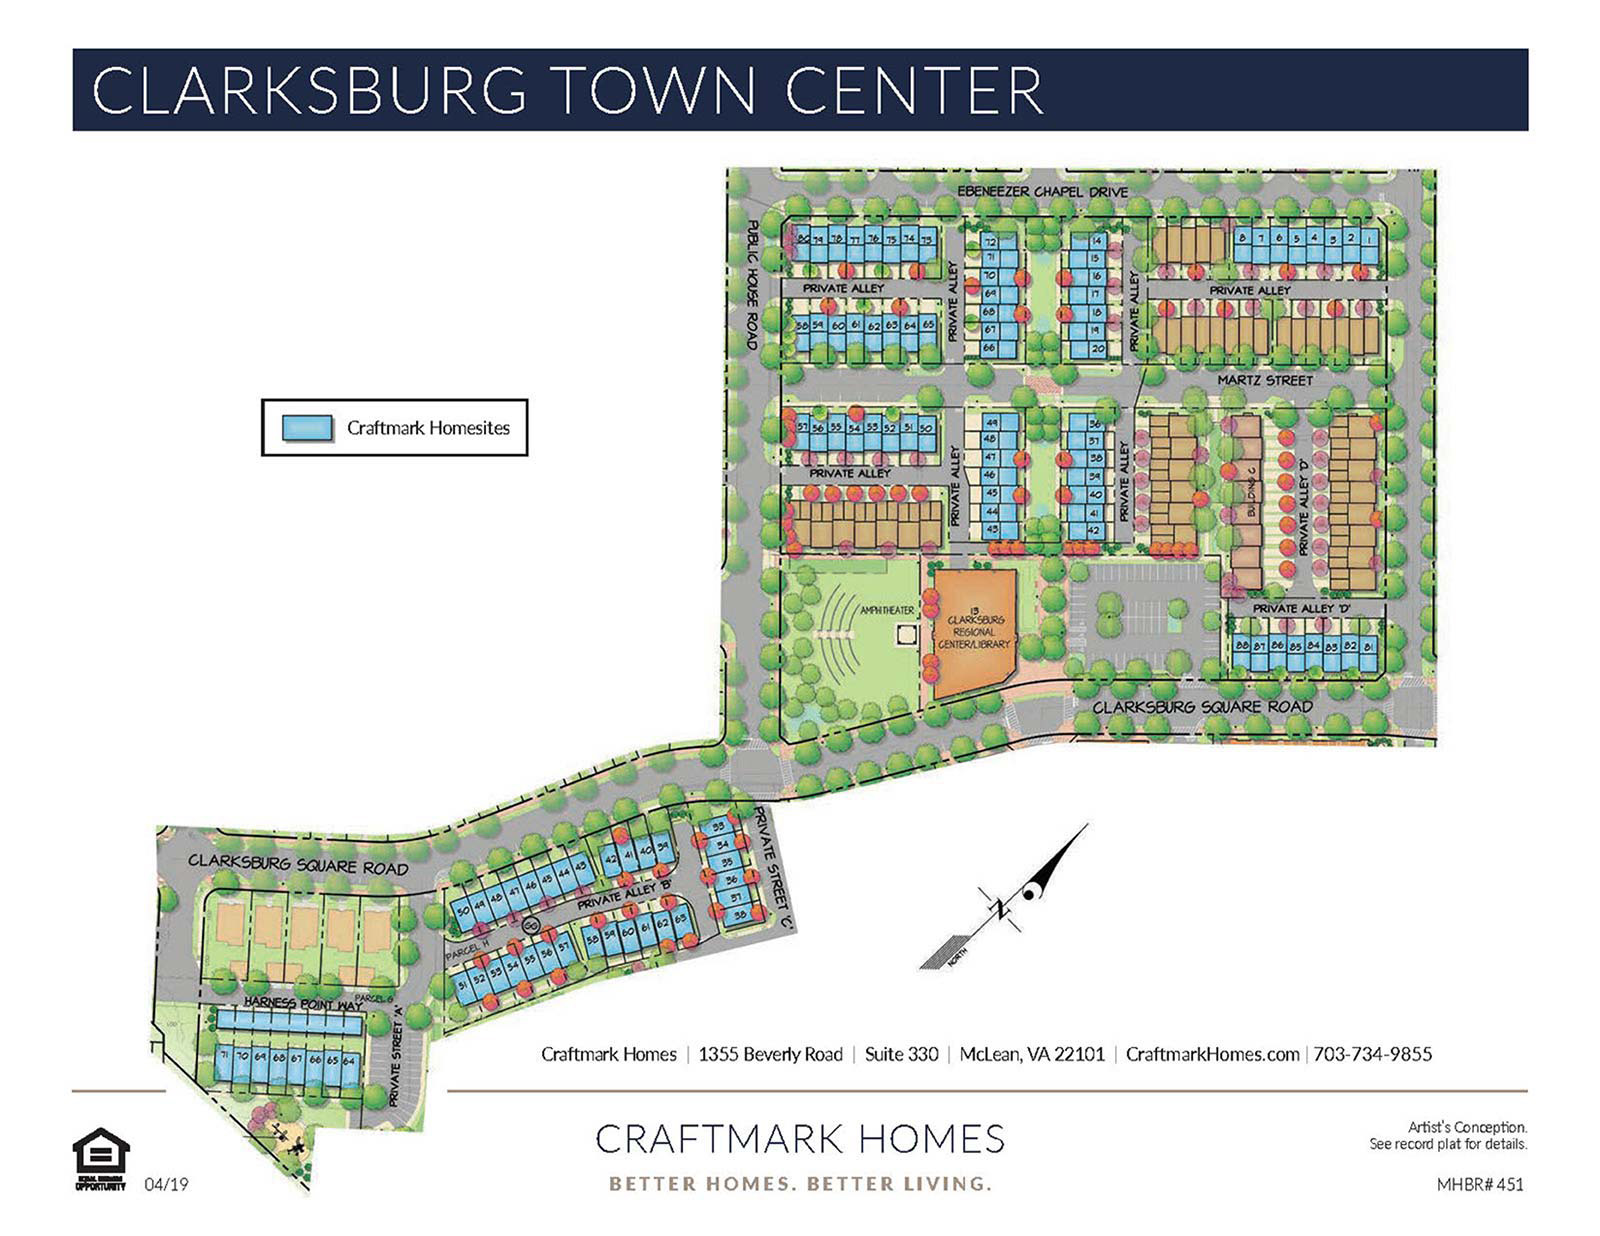 CLARKSBURG TOWN CENTER
EBENEEZER CHAPEL DRIVE
PUBLIC HOUSE ROAD
80 79 78 77 76 75 74 73
72
71
70
69
68
67
66
14
15
16
17
18
19
20
8 7 6 5 4 3 2 1
PRIVATE ALLEY
PRIVATE ALLEY
PRIVATE ALLEY
PRIVATE ALLEY
58 59 60 61 62 63 64 65
MARTZ STREET
Craftmark Homesites
57 56 55 54 53 52 51 50
49
48
47
46
45
44
43
36
37
38
39
40
41
42
PRIVATE ALLEY
PRIVATE ALLEY
PRIVATE ALLEY
BUILDING C
PRIVATE ALLEY 'D'
AMPHITHEATER
13
CLARKSBURG
REGIONAL
CENTER/LIBRARY
PRIVATE ALLEY 'D'
88 87 86 85 84 83 82 81
CLARKSBURG SQUARE ROAD
CLARKSBURG SQUARE ROAD
50 49 48 47 46 45 44 43
42 41 40 39
33
34
35
36
37
38
PRIVATE STREET 'C'
PRIVATE ALLEY 'B'
PARCEL H
51 52 53 54 55 56 57
58 59 60 61 62 63
HARNESS POINT WAY
PARCEL G
PRIVATE STREET 'A'
71 70 69 68 67 66 65 64
N
NORTH
Craftmark Homes | 1355 Beverly Road | Suite 330 | McLean, VA 22101 | CraftmarkHomes.com | 703-734-9855
CRAFTMARK HOMES
BETTER HOMES. BETTER LIVING.
Artist's Conception.
See record plat for details.
MHBR# 451
EQUAL HOUSING
OPPORTUNITY
04/19